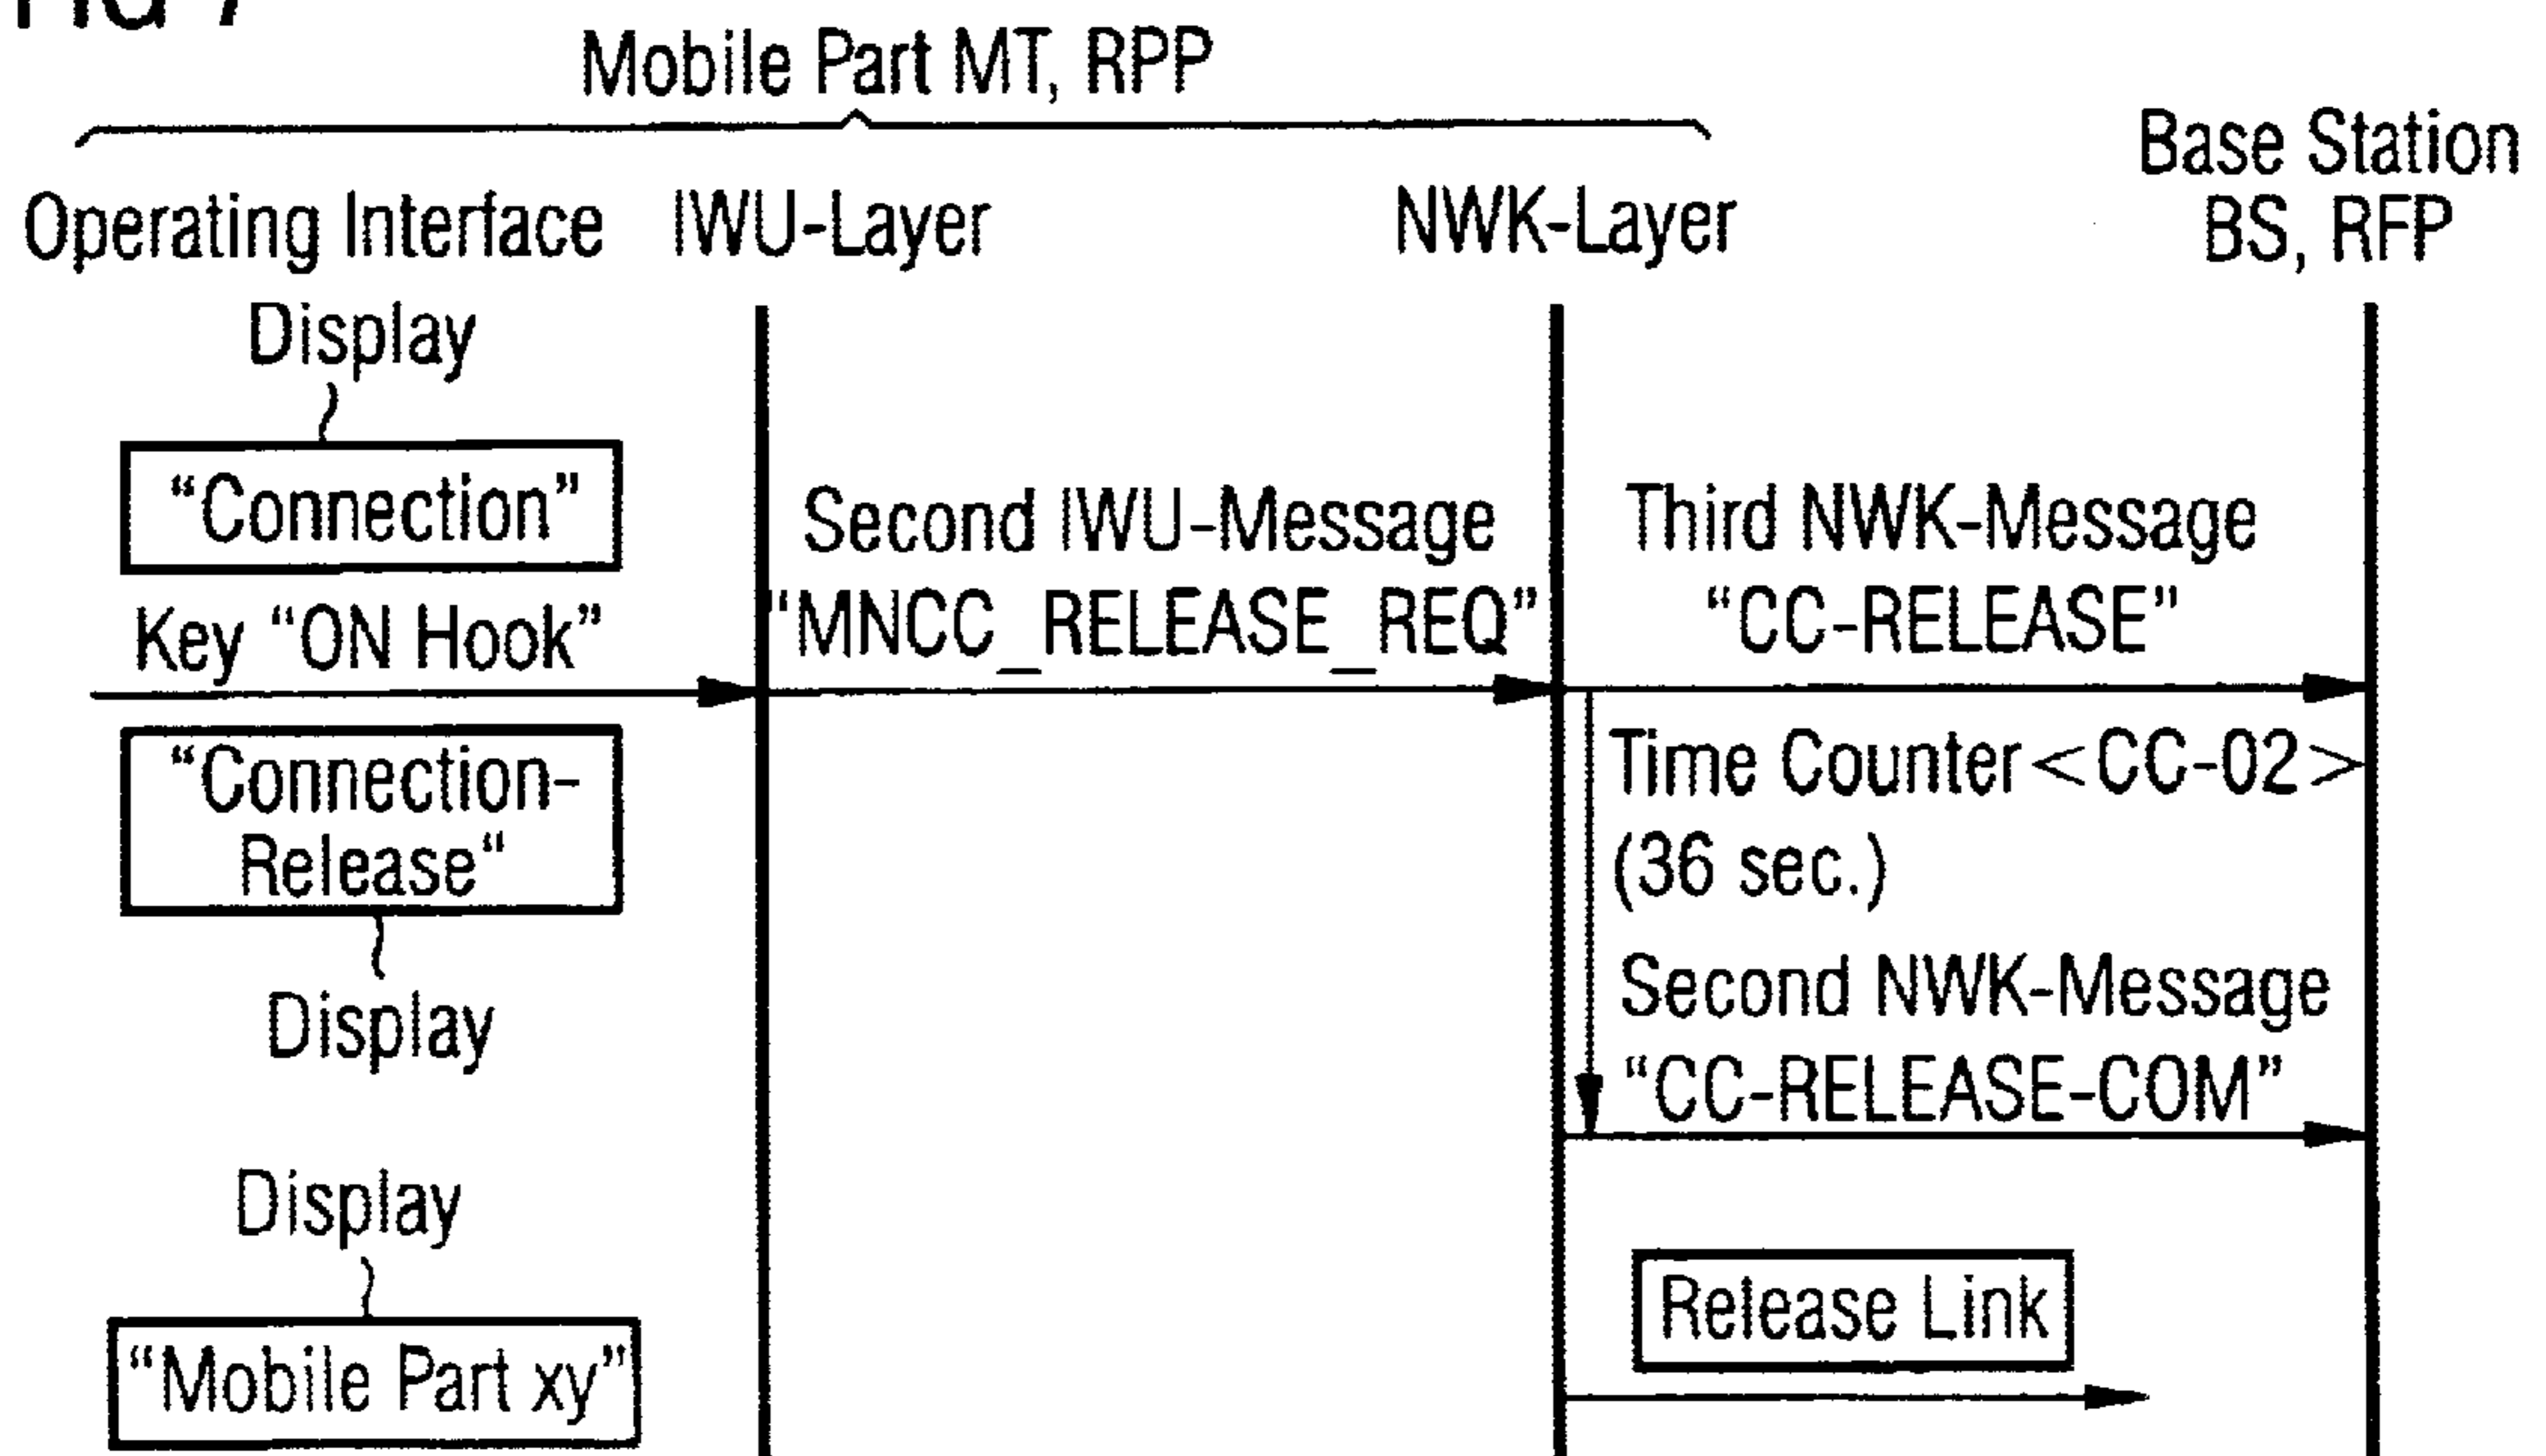 FIG 7
Mobile Part MT, RPP
Base Station
BS, RFP
Operating Interface
IWU-Layer
NWK-Layer
Display
“Connection”
Second IWU-Message
“MNCC_RELEASE_REQ”
Third NWK-Message
“CC-RELEASE”
Key “ON Hook”
“Connection-
Release“
Time Counter<CC-02>
(36 sec.)
Display
Second NWK-Message
“CC-RELEASE-COM”
Display
Release Link
“Mobile Part xy”